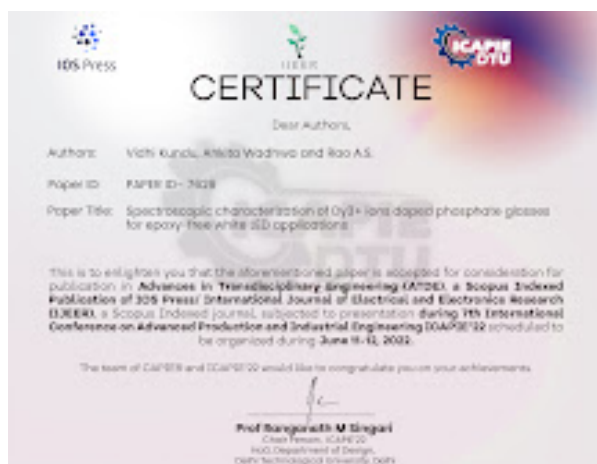 IOS Press
IJEER
ICAPIE
DTU
CERTIFICATE
Dear Authors,
Authors: Vidhi Kundu, Ankita Wadhwa and Rao A.S.
Paper ID: PAPER ID- 7628
Paper Title: Spectroscopic characterization of Dy3+ ions doped phosphate glasses
for epoxy-free white LED applications
This is to enlighten you that the aforementioned paper is accepted for consideration for
publication in Advances in Transdisciplinary Engineering (ATDE), a Scopus Indexed
Publication of IOS Press/ International Journal of Electrical and Electronics Research
(IJEER), a Scopus Indexed journal, subjected to presentation during 7th International
Conference on Advanced Production and Industrial Engineering ICAPIE'22 scheduled to
be organized during June 11-12, 2022.
The team of CAPIER and ICAPIE'22 would like to congratulate you on your achievements.
Prof Ranganath M Singari
Chair Person, ICAPIE'22
HoD, Department of Design,
Delhi Technological University, Delhi